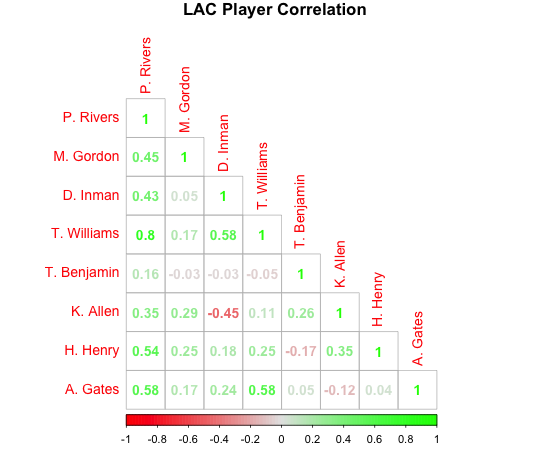 LAC Player Correlation
P. Rivers
M. Gordon
D. Inman
T. Williams
T. Benjamin
K. Allen
H. Henry
A. Gates
P. Rivers 1
M. Gordon 0.45 1
D. Inman 0.43 0.05 1
T. Williams 0.8 0.17 0.58 1
T. Benjamin 0.16 -0.03 -0.03 -0.05 1
K. Allen 0.35 0.29 -0.45 0.11 0.26 1
H. Henry 0.54 0.25 0.18 0.25 -0.17 0.35 1
A. Gates 0.58 0.17 0.24 0.58 0.05 -0.12 0.04 1
-1 -0.8 -0.6 -0.4 -0.2 0 0.2 0.4 0.6 0.8 1